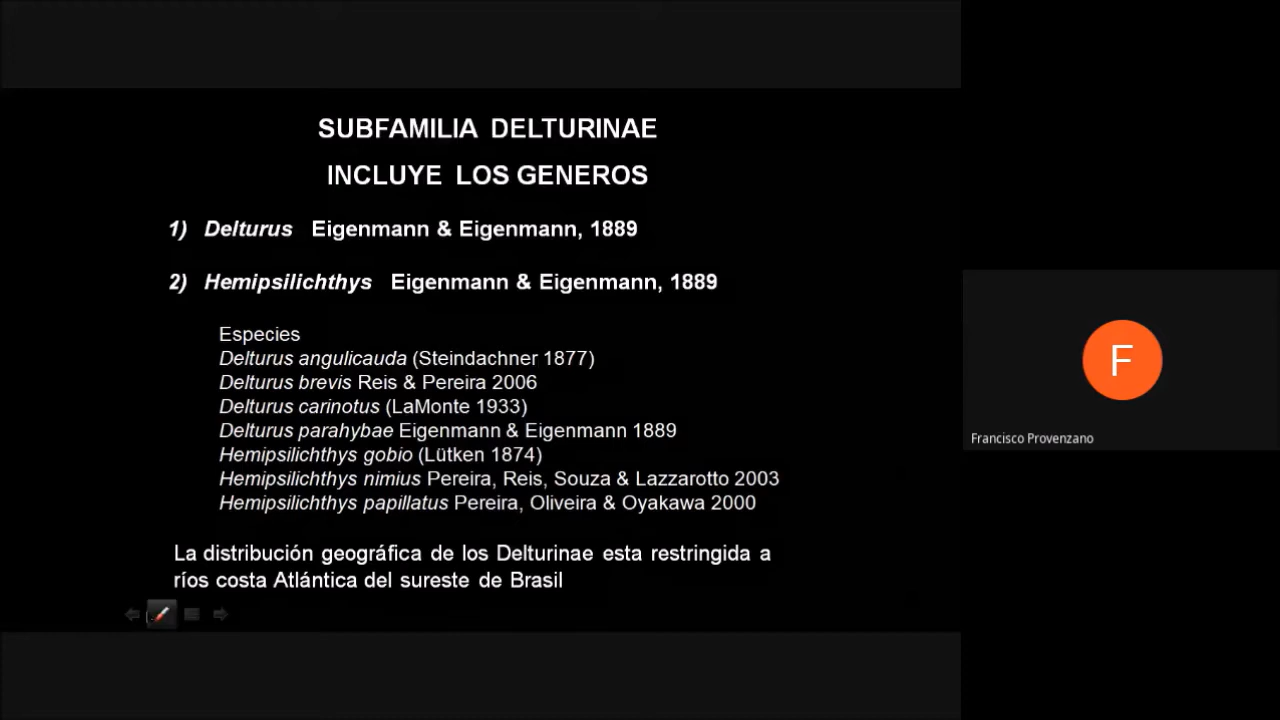 SUBFAMILIA DELTURINAE
INCLUYE LOS GENEROS
1) Delturus Eigenmann & Eigenmann, 1889
2) Hemipsilichthys Eigenmann & Eigenmann, 1889
Especies
Delturus angulicauda (Steindachner 1877)
Delturus brevis Reis & Pereira 2006
Delturus carinotus (LaMonte 1933)
Delturus parahybae Eigenmann & Eigenmann 1889
Hemipsilichthys gobio (Lütken 1874)
Hemipsilichthys nimius Pereira, Reis, Souza & Lazzarotto 2003
Hemipsilichthys papillatus Pereira, Oliveira & Oyakawa 2000
La distribución geográfica de los Delturinae esta restringida a
ríos costa Atlántica del sureste de Brasil
F
Francisco Provenzano